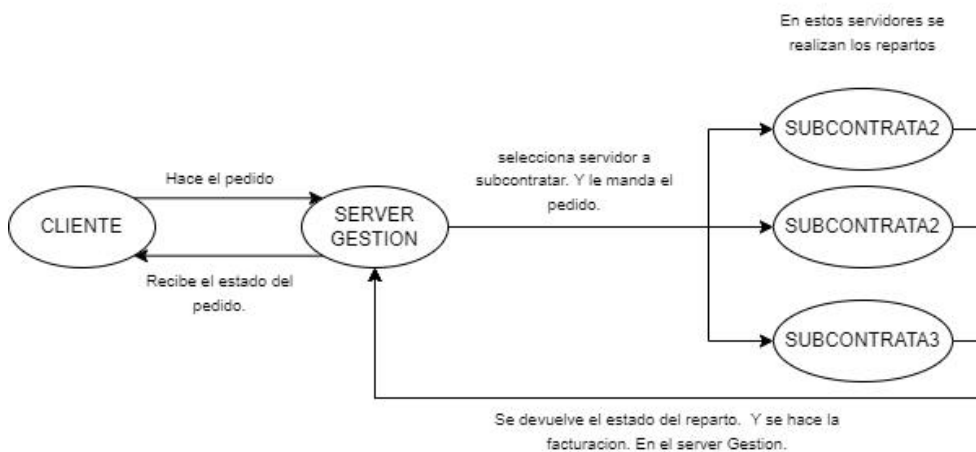 En estos servidores se
realizan los repartos
SUBCONTRATA2
selecciona servidor a
subcontratar. Y le manda el
pedido.
Hace el pedido
CLIENTE
SERVER
GESTION
SUBCONTRATA2
Recibe el estado del
pedido.
SUBCONTRATA3
Se devuelve el estado del reparto. Y se hace la
facturacion. En el server Gestion.